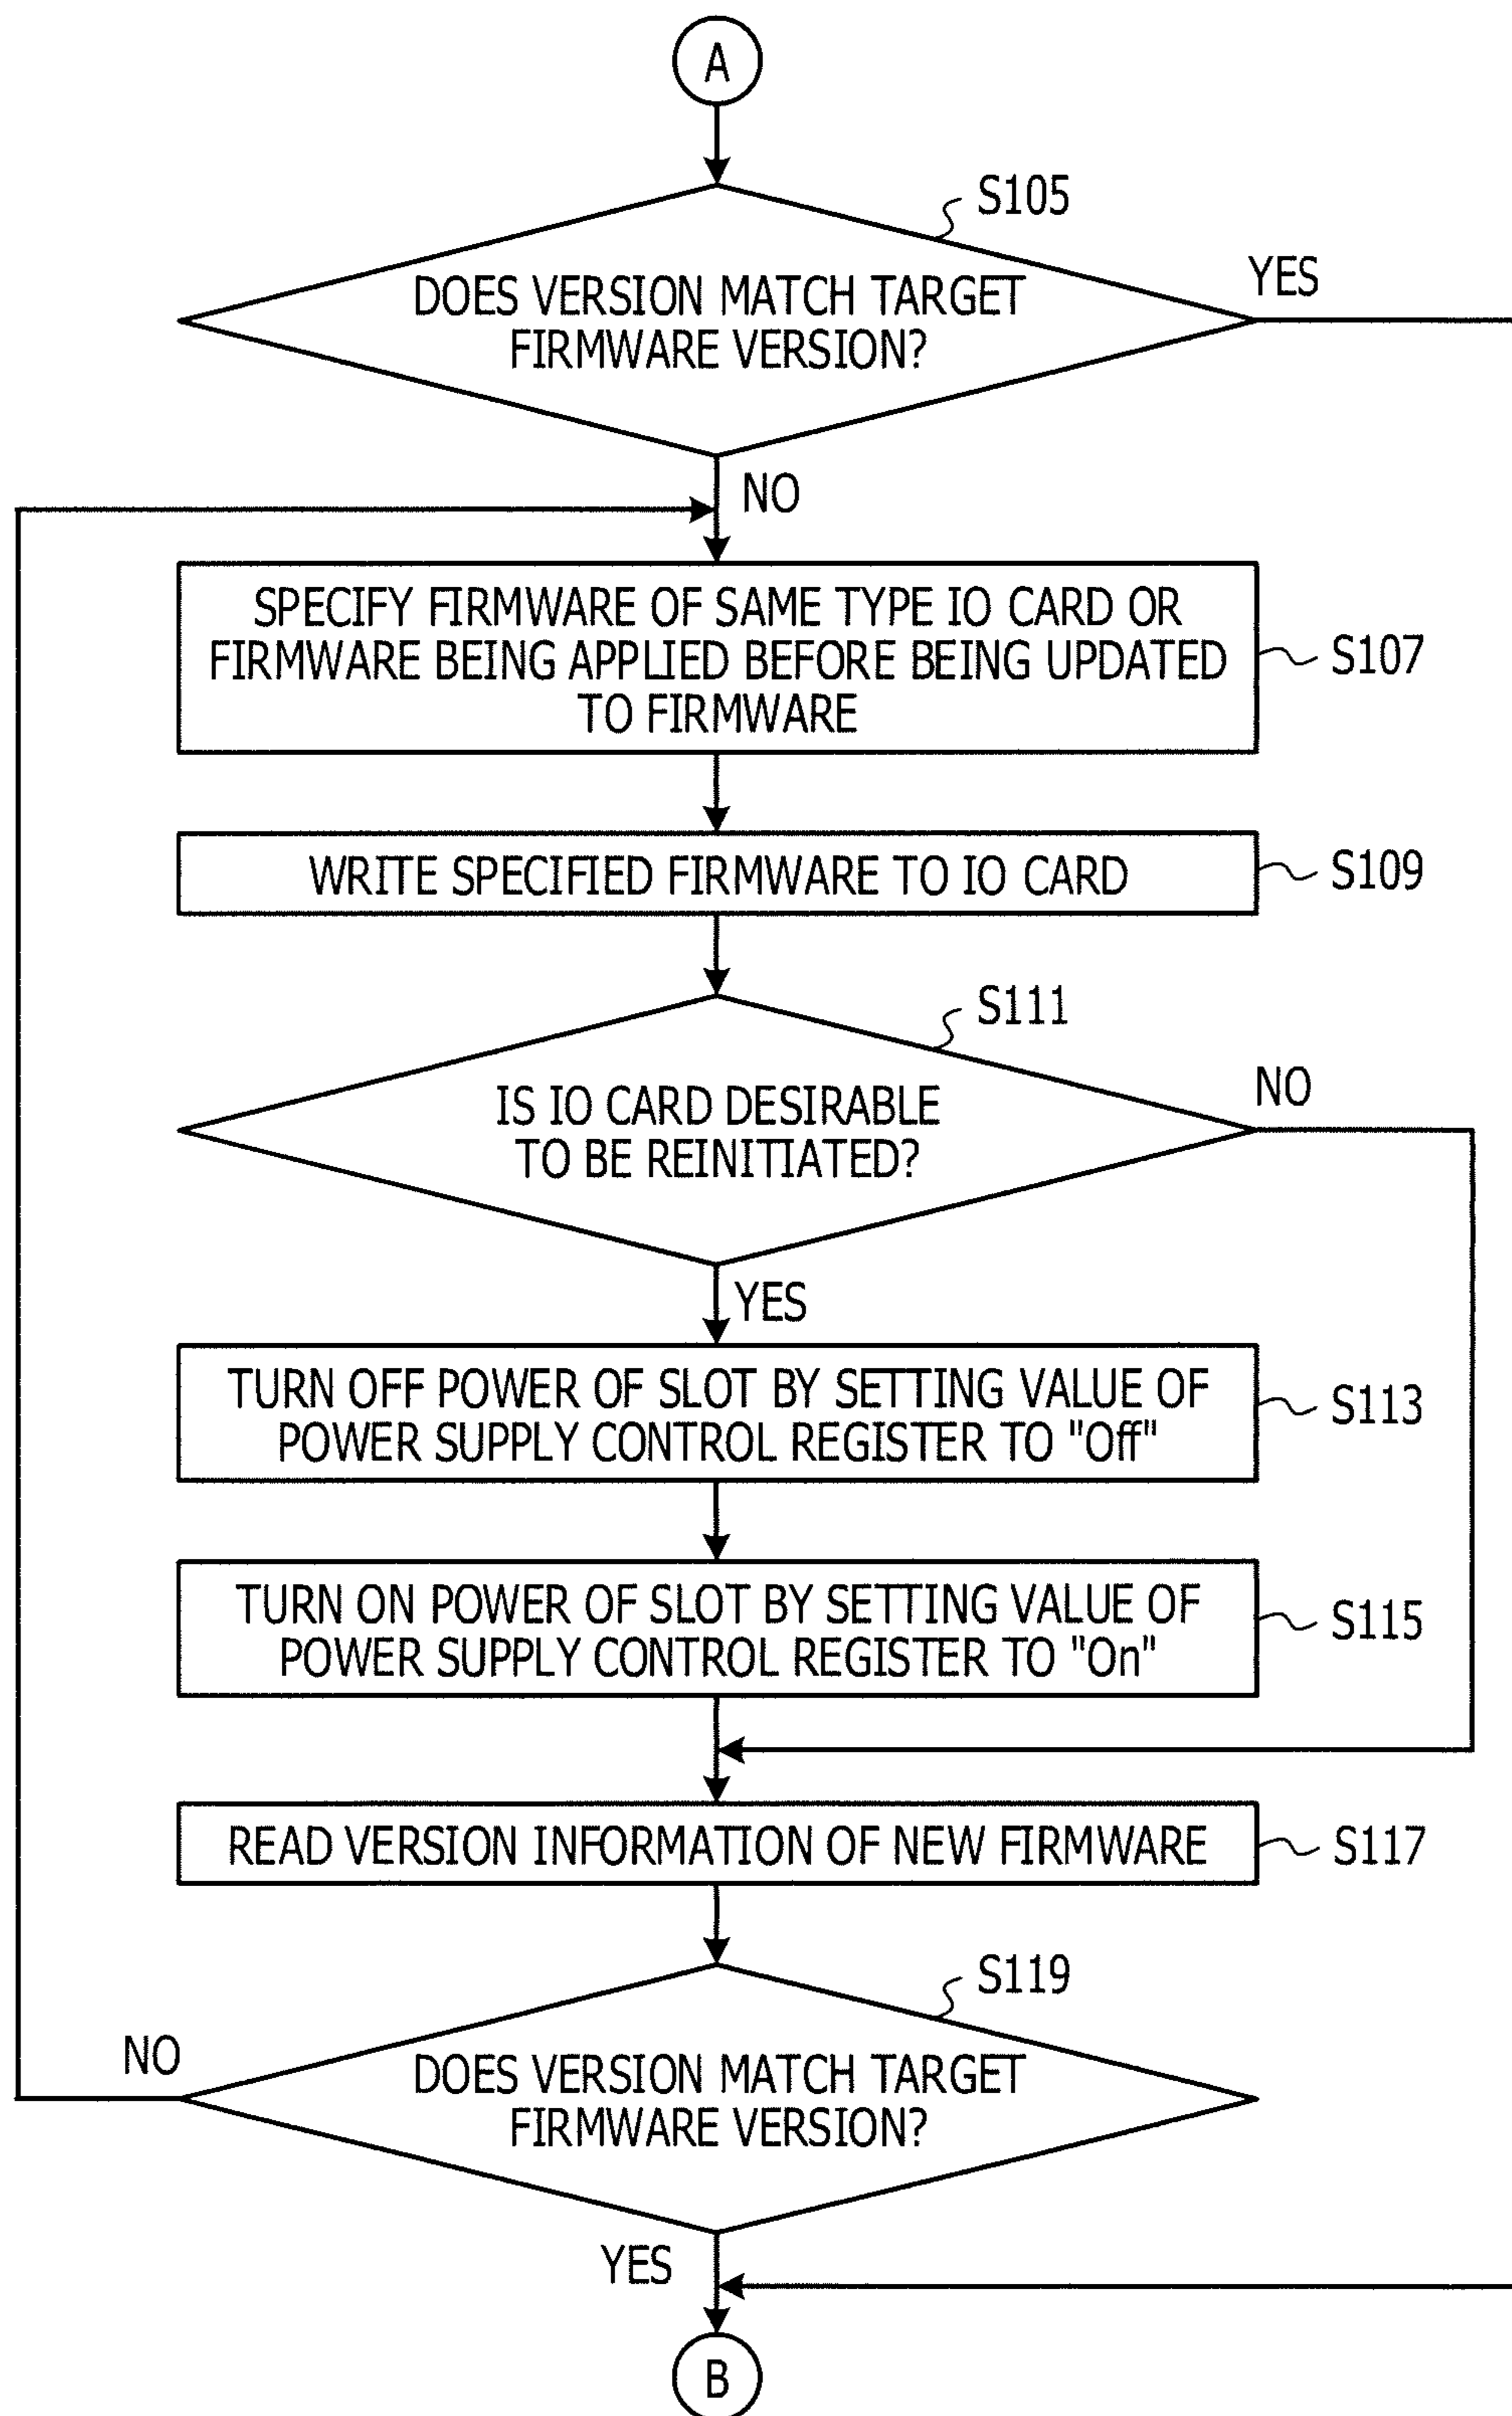 A
S105
DOES VERSION MATCH TARGET
FIRMWARE VERSION?
YES
NO
SPECIFY FIRMWARE OF SAME TYPE IO CARD OR
FIRMWARE BEING APPLIED BEFORE BEING UPDATED
TO FIRMWARE
S107
WRITE SPECIFIED FIRMWARE TO IO CARD
S109
S111
IS IO CARD DESIRABLE
TO BE REINITIATED?
NO
YES
TURN OFF POWER OF SLOT BY SETTING VALUE OF
POWER SUPPLY CONTROL REGISTER TO "Off"
S113
TURN ON POWER OF SLOT BY SETTING VALUE OF
POWER SUPPLY CONTROL REGISTER TO "On"
S115
READ VERSION INFORMATION OF NEW FIRMWARE
S117
S119
NO
DOES VERSION MATCH TARGET
FIRMWARE VERSION?
YES
B